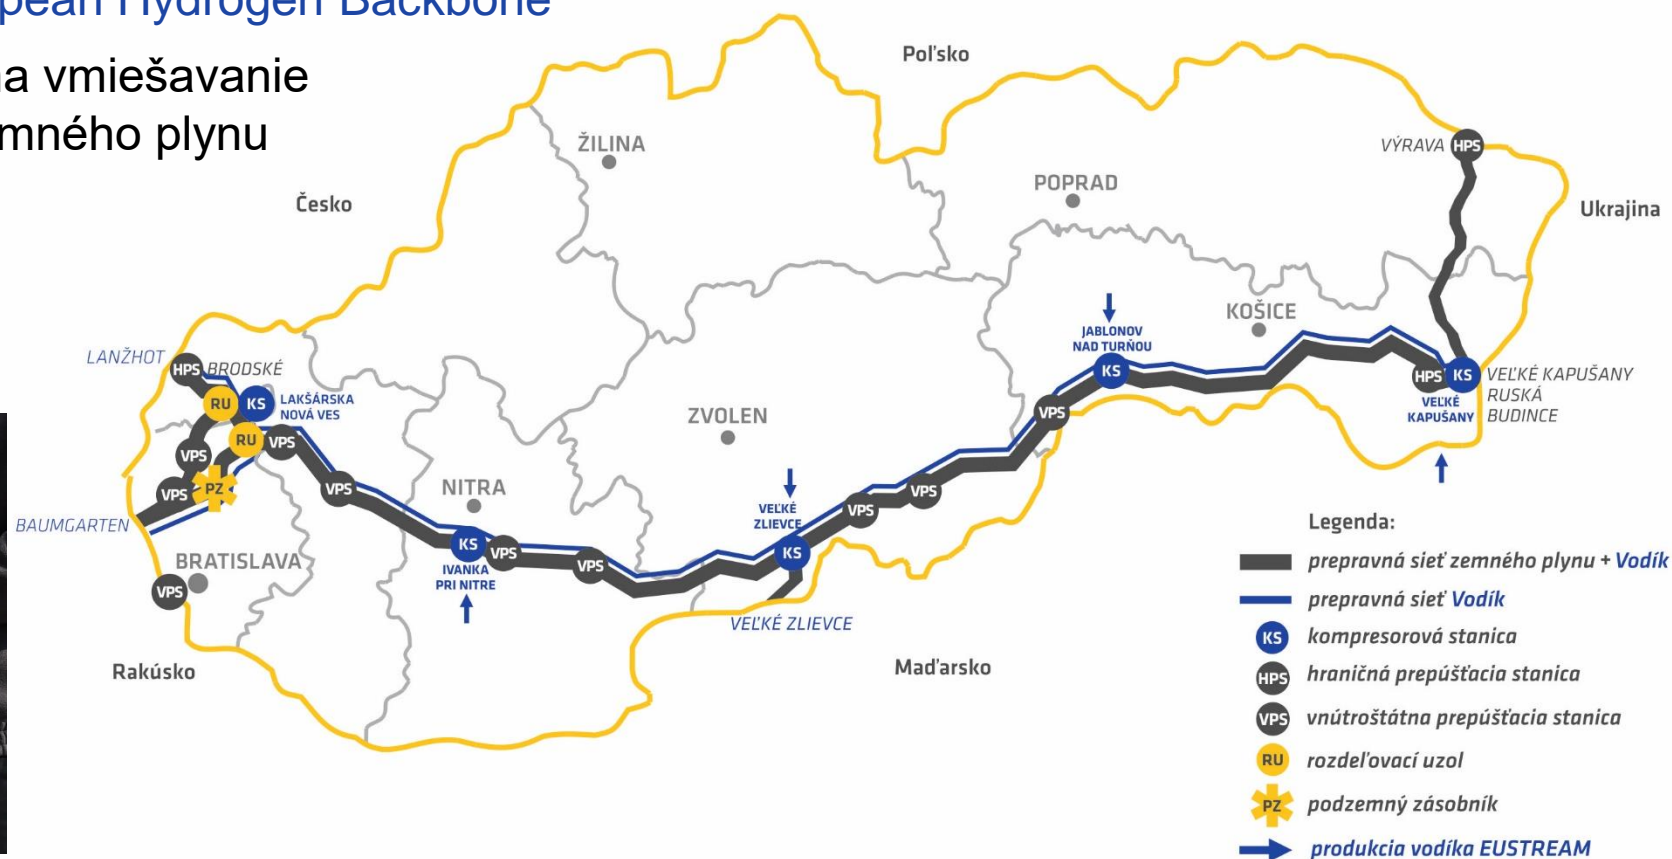 pean Hydrogen Backbone
na vmiešavanie
mného plynu
Poľsko
ŽILINA
VÝRAVA HPS
POPRAD
Česko
Ukrajina
KOŠICE
JABLONOV
NAD TURŇOU
KS
LANŽHOT
HPS BRODSKÉ
RU KS LAKŠÁRSKA
NOVÁ VES
HPS KS VEĽKÉ KAPUŠANY
RUSKÁ
BUDINCE
VEĽKÉ
KAPUŠANY
ZVOLEN
VPS
RU VPS
VPS
VPS PZ
VPS
NITRA
VPS
VPS
VEĽKÉ
ZLIEVCE
KS
BAUMGARTEN
KS
IVANKA
PRI NITRE
VPS
VPS
BRATISLAVA
VPS
VEĽKÉ ZLIEVCE
Rakúsko
Maďarsko
Legenda:
prepravná sieť zemného plynu + Vodík
prepravná sieť Vodík
KS kompresorová stanica
HPS hraničná prepúšťacia stanica
VPS vnútroštátna prepúšťacia stanica
RU rozdeľovací uzol
PZ podzemný zásobník
produkcia vodíka EUSTREAM